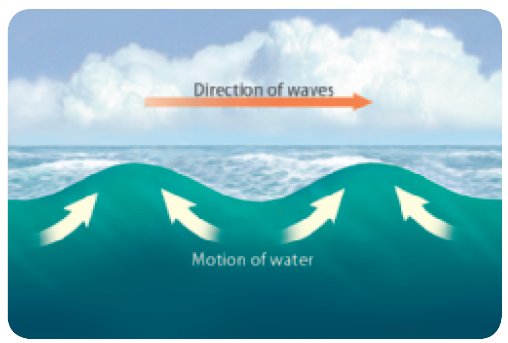 Direction of waves
Motion of water